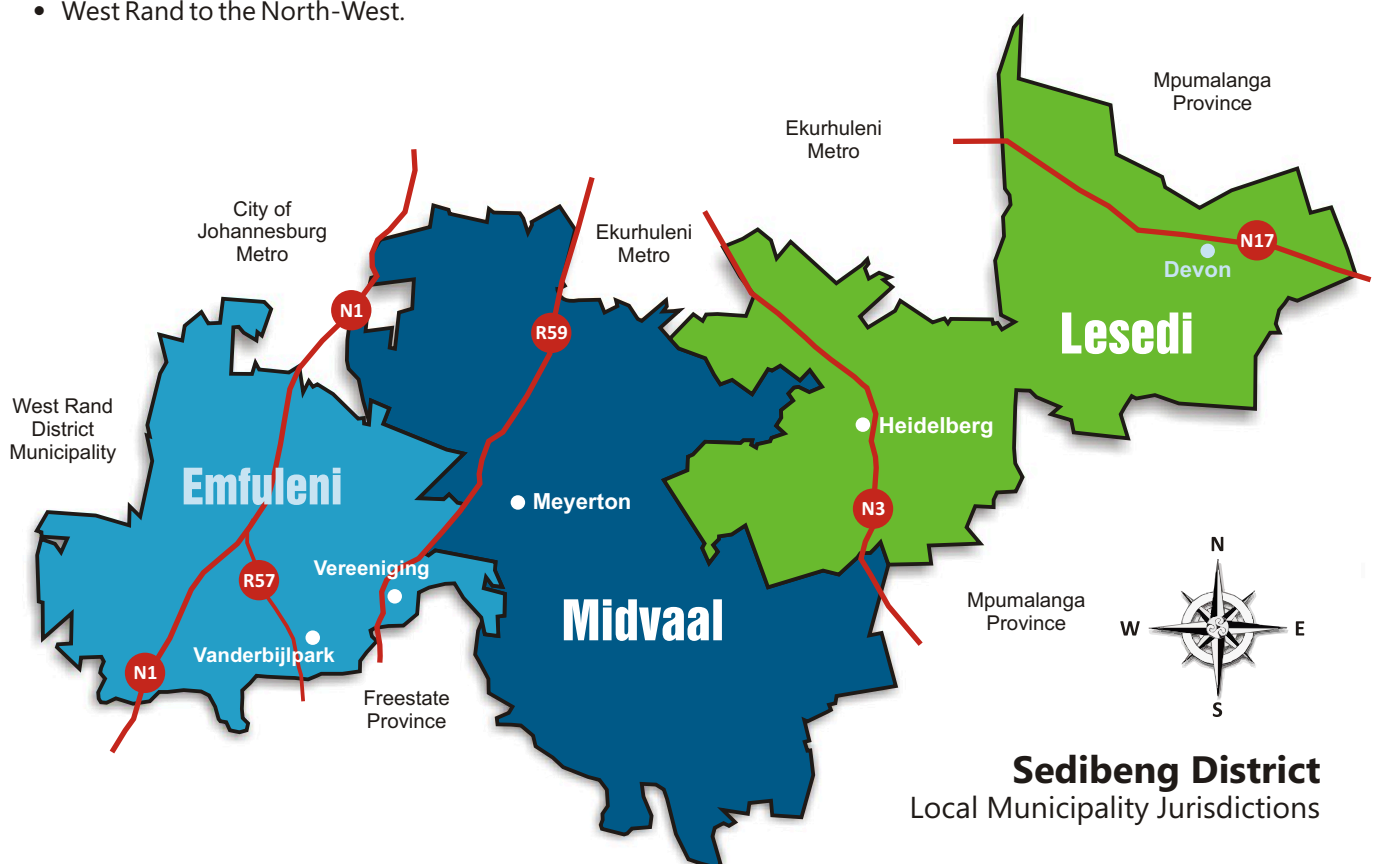 • West Rand to the North-West.
Mpumalanga
Province
Ekurhuleni
Metro
City of
Johannesburg
Metro
Ekurhuleni
Metro
N17
Devon
N1
R59
Lesedi
West Rand
District
Municipality
Heidelberg
Emfuleni
Meyerton
N3
N
Vereeniging
R57
Mpumalanga
Province
Midvaal
W
E
Vanderbijlpark
N1
Freestate
Province
S
Sedibeng District
Local Municipality Jurisdictions